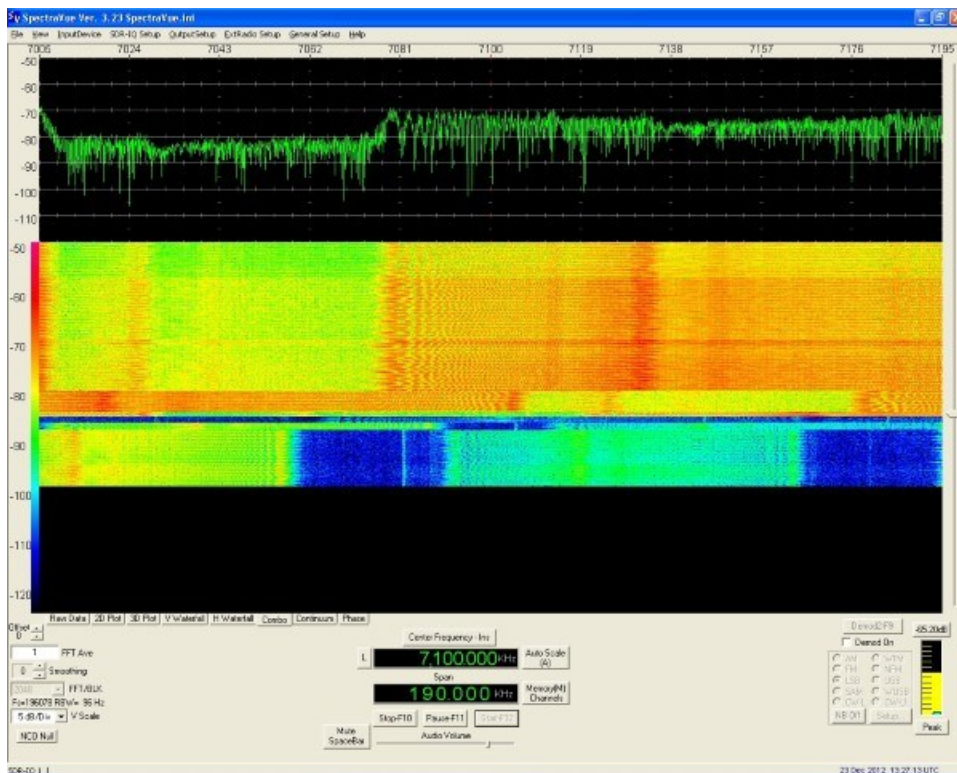 SpectraVue Ver. 3.23 SpectraVue.ini
File View InputDevice SDR-IQ Setup OutputSetup ExtRadio Setup General Setup Help
7005 7024 7043 7062 7081 7100 7119 7138 7157 7176 7195
-50
-60
-70
-80
-90
-100
-110
-50
-60
-70
-80
-90
-100
-110
-120
Raw Data 2D Plot 3D Plot V Waterfall H Waterfall Combo Continuum Phase
Offset
0
1 FFT Ave
0 Smoothing
2048 FFT/BLK
Fs=196078 RBW= 96 Hz
5 dB/Div V Scale
NCO Null
Center Frequency - Ins
L 7,100.000 KHz Auto Scale (A)
Span
190.000 KHz Memory(M) Channels
Stop-F10 Pause-F11 Start-F12
Mute SpaceBar
Audio Volume
Demod2-F9
Demod On
AM WFM
FM NFM
LSB USB
SAM WUSB
NB Off Setup...
-65.20dB
Peak
23 Dec 2012 13:27:13 UTC